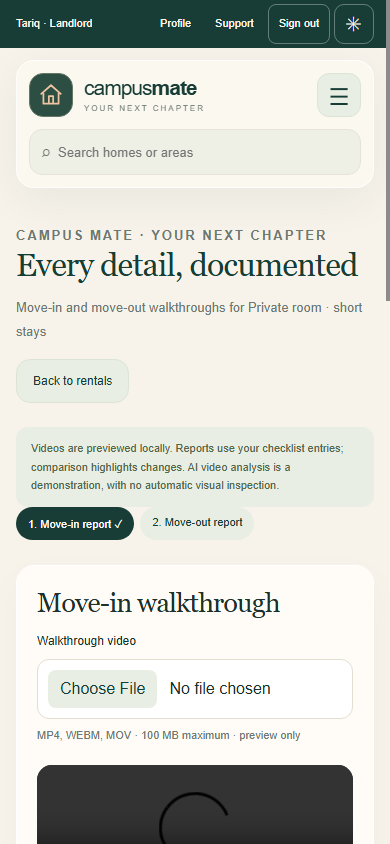 Tariq · Landlord
Profile
Support
Sign out
campusmate
YOUR NEXT CHAPTER
Search homes or areas
CAMPUS MATE · YOUR NEXT CHAPTER
Every detail, documented
Move-in and move-out walkthroughs for Private room · short
stays
Back to rentals
Videos are previewed locally. Reports use your checklist entries;
comparison highlights changes. AI video analysis is a
demonstration, with no automatic visual inspection.
1. Move-in report ✓
2. Move-out report
Move-in walkthrough
Walkthrough video
Choose File No file chosen
MP4, WEBM, MOV · 100 MB maximum · preview only